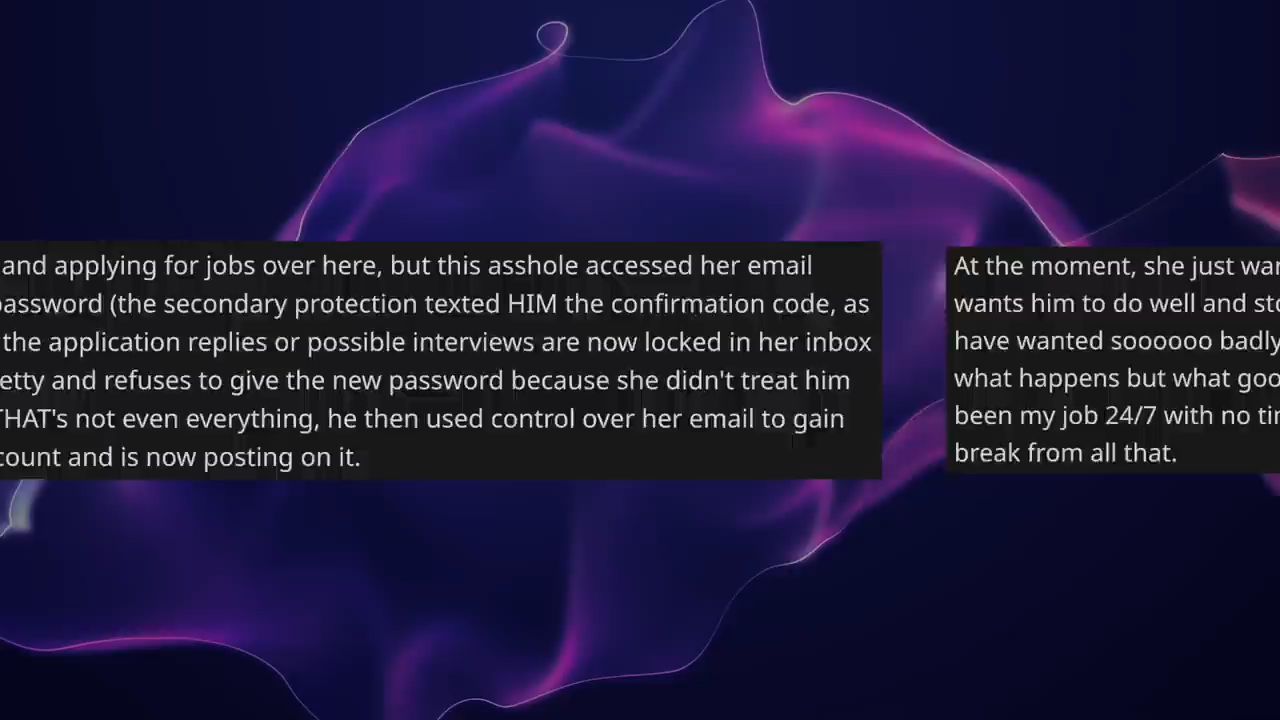 and applying for jobs over here, but this asshole accessed her email
password (the secondary protection texted HIM the confirmation code, as
the application replies or possible interviews are now locked in her inbox
etty and refuses to give the new password because she didn't treat him
THAT's not even everything, he then used control over her email to gain
count and is now posting on it.
At the moment, she just wan
wants him to do well and sto
have wanted soooooo badly
what happens but what goo
been my job 24/7 with no tim
break from all that.